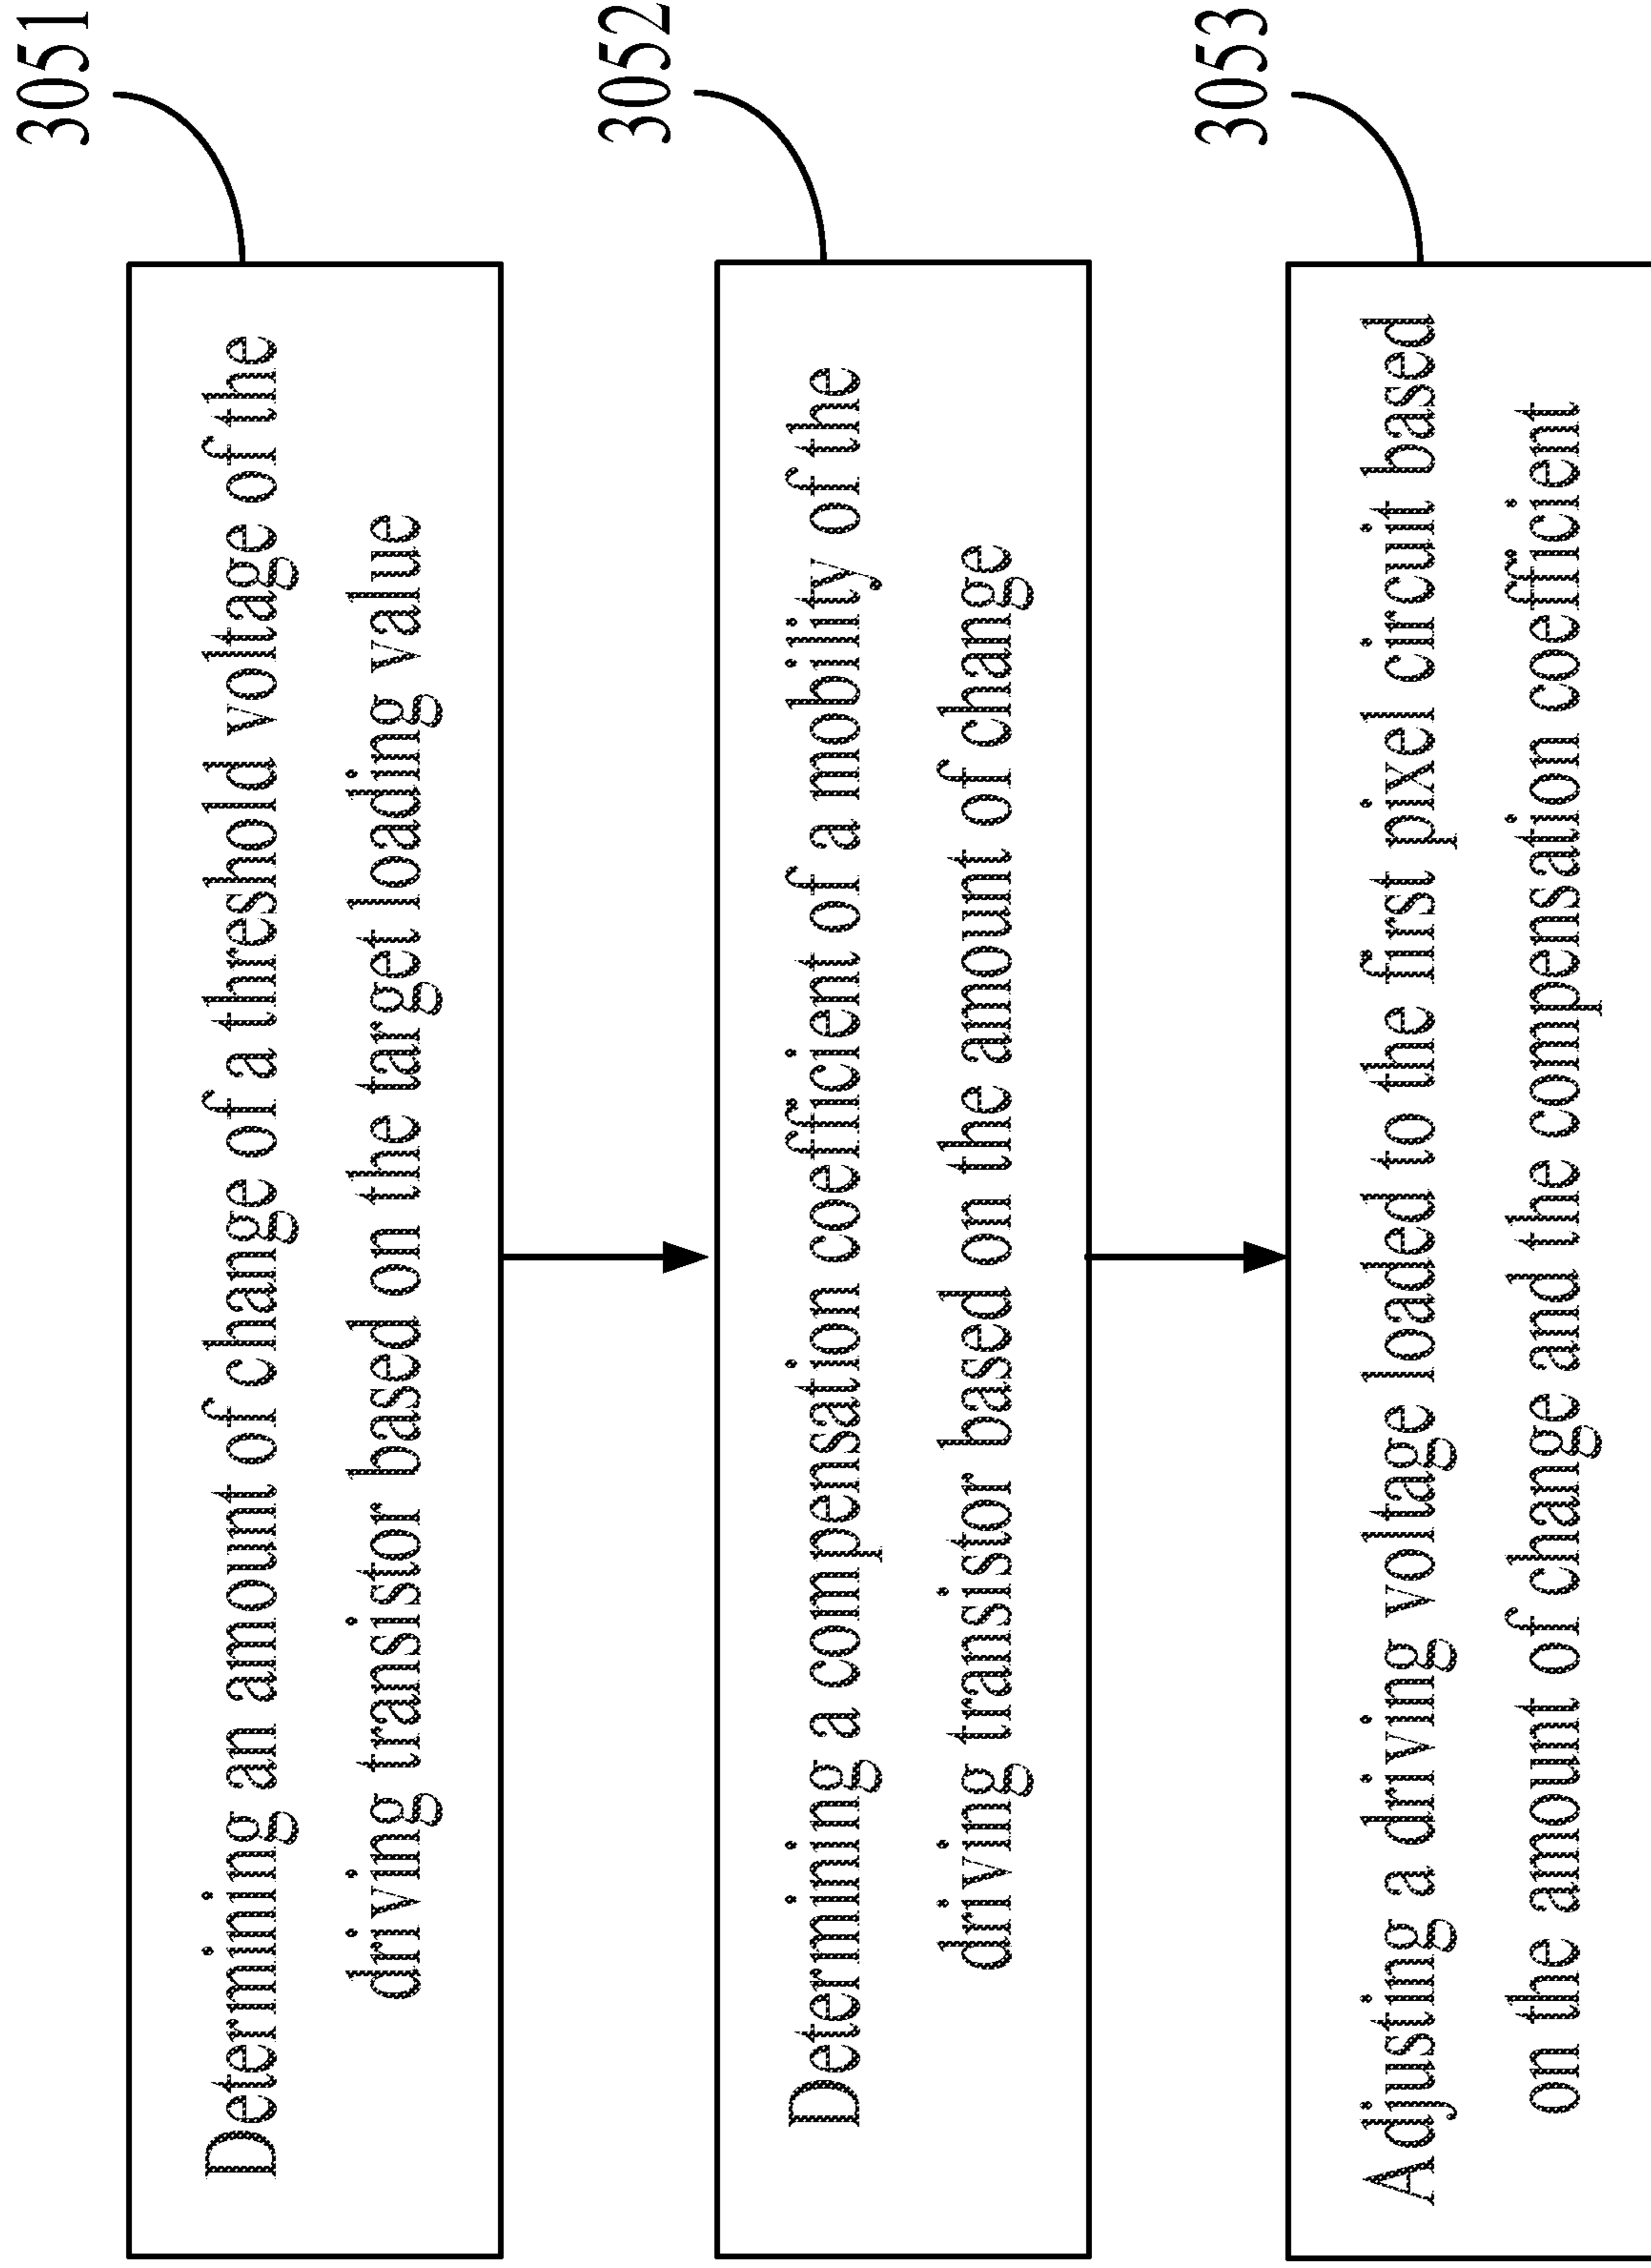 3051
Determining an amount of change of a threshold voltage of the
driving transistor based on the target loading value
3052
Determining a compensation coefficient of a mobility of the
driving transistor based on the amount of change
3053
Adjusting a driving voltage loaded to the first pixel circuit based
on the amount of change and the compensation coefficient